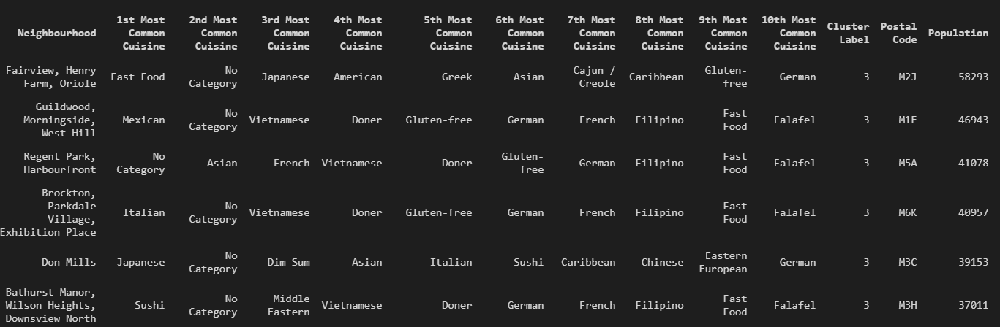 Neighbourhood 1st Most Common Cuisine 2nd Most Common Cuisine 3rd Most Common Cuisine 4th Most Common Cuisine 5th Most Common Cuisine 6th Most Common Cuisine 7th Most Common Cuisine 8th Most Common Cuisine 9th Most Common Cuisine 10th Most Common Cuisine Cluster Label Postal Code Population
Fairview, Henry Farm, Oriole Fast Food No Category Japanese American Greek Asian Cajun / Creole Caribbean Gluten-free German 3 M2J 58293
Guildwood, Morningside, West Hill Mexican No Category Vietnamese Doner Gluten-free German French Filipino Fast Food Falafel 3 M1E 46943
Regent Park, Harbourfront No Category Asian French Vietnamese Doner Gluten-free German Filipino Fast Food Falafel 3 M5A 41078
Brockton, Parkdale Village, Exhibition Place Italian No Category Vietnamese Doner Gluten-free German French Filipino Fast Food Falafel 3 M6K 40957
Don Mills Japanese No Category Dim Sum Asian Italian Sushi Caribbean Chinese Eastern European German 3 M3C 39153
Bathurst Manor, Wilson Heights, Downsview North Sushi No Category Middle Eastern Vietnamese Doner German French Filipino Fast Food Falafel 3 M3H 37011